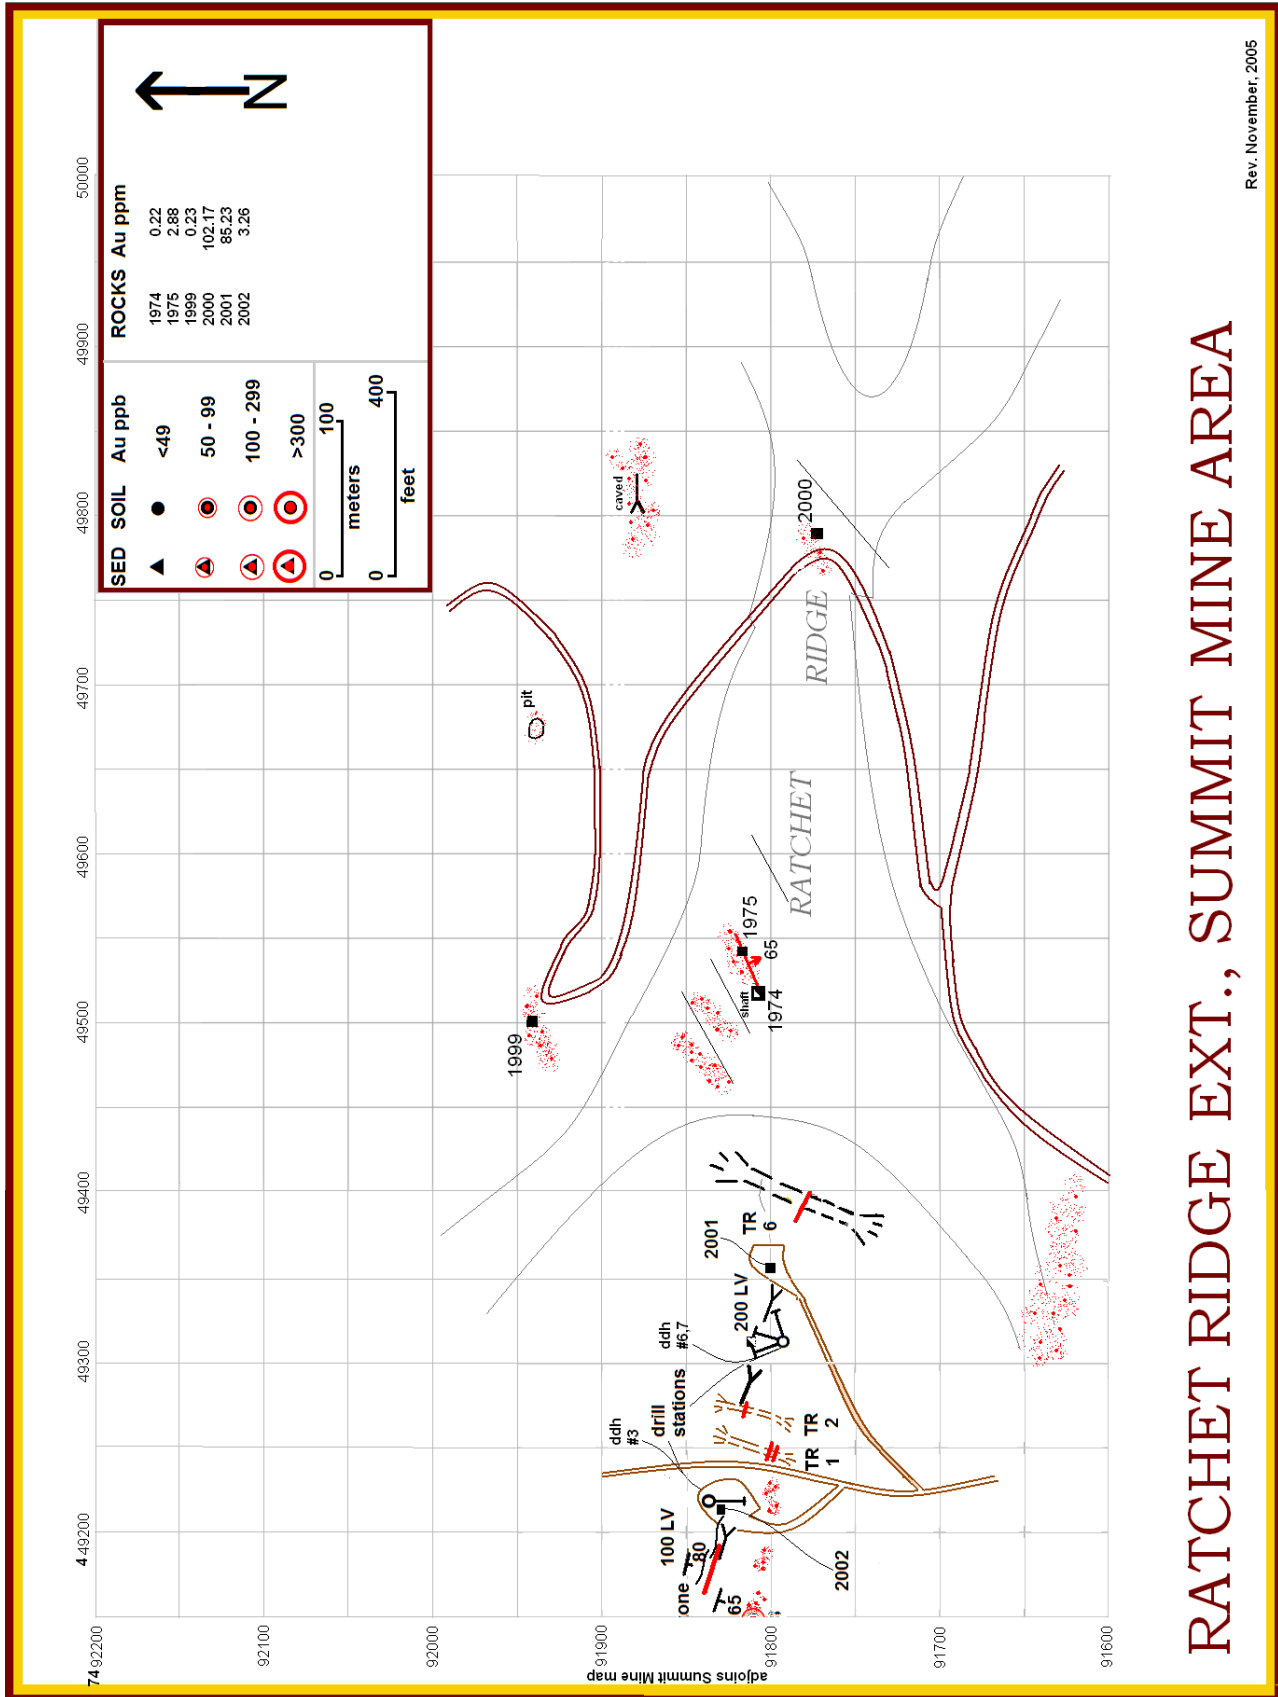 RATCHET RIDGE EXT., SUMMIT MINE AREA
Rev. November, 2005
SED SOIL Au ppb
<49
50 - 99
100 - 299
>300
0 100
meters
0 400
feet
ROCKS Au ppm
1974 0.22
1975 2.88
1999 0.23
2000 102.17
2001 85.23
2002 3.26
N
4 49200
49300
49400
49500
49600
49700
49800
49900
50000
74 92200
92100
92000
91900
91800
91700
91600
adjoins Summit Mine map
pit
caved
1999
2000
RATCHET
RIDGE
1975
65
shaft
1974
TR
6
2001
200 LV
ddh
#6,7
drill
stations
ddh
#3
TR
2
TR
1
100 LV
80
2002
one
65